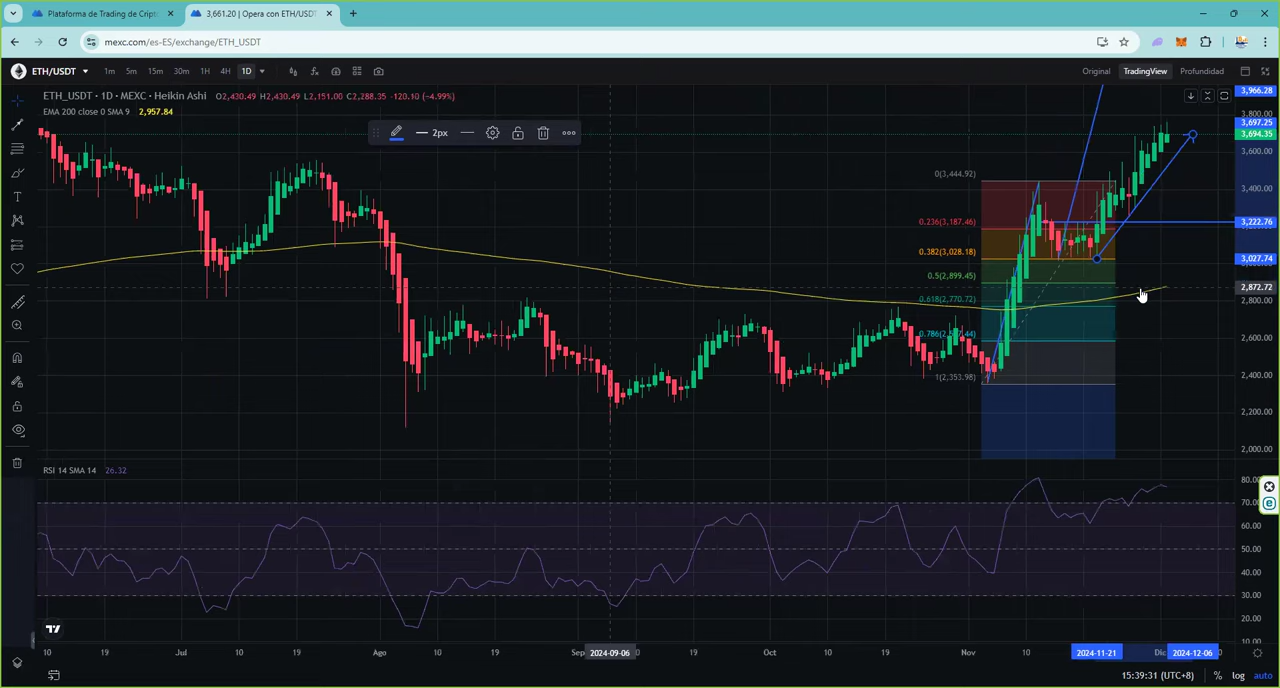 Plataforma de Trading de Cripto
3,661.20 | Opera con ETH/USDT
mexc.com/es-ES/exchange/ETH_USDT
ETH/USDT
1m 5m 15m 30m 1H 4H 1D
Original TradingView Profundidad
ETH_USDT · 1D · MEXC · Heikin Ashi O2,430.49 H2,430.49 L2,151.00 C2,288.35 -120.10 (-4.99%)
EMA 200 close 0 SMA 9 2,957.84
2px
3,966.28
3,800.00
3,697.25
3,694.35
3,600.00
0(3,444.92)
3,400.00
0.236(3,187.46)
3,222.76
0.382(3,028.18)
3,027.74
0.5(2,899.45)
2,872.72
0.618(2,770.72)
2,800.00
2,600.00
1(2,353.98)
2,400.00
2,200.00
2,000.00
RSI 14 SMA 14 26.32
80.00
60.00
50.00
40.00
30.00
20.00
10.00
10 19 Jul 10 19 Ago 10 19 2024-09-06 19 Oct 10 19 Nov 10 2024-11-21 2024-12-06
15:39:31 (UTC+8) % log auto